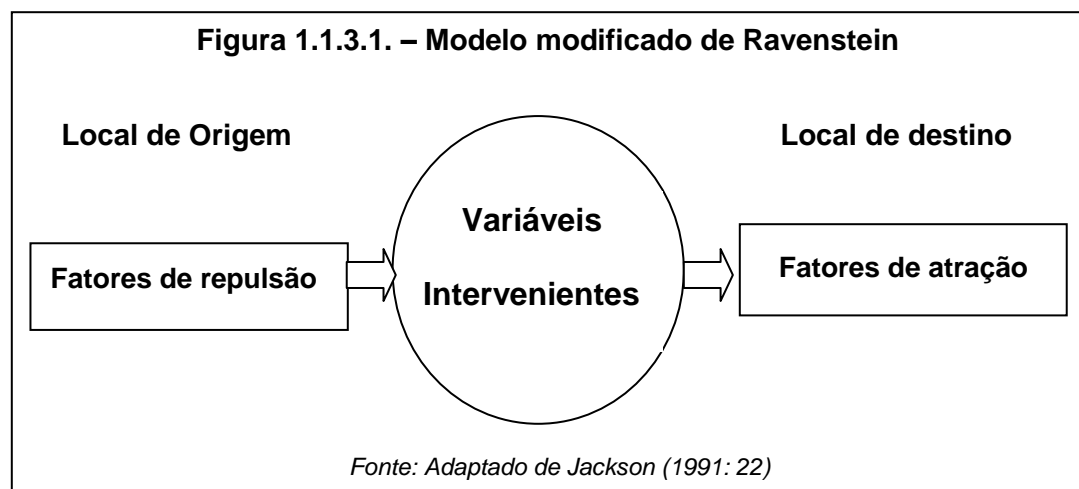 Figura 1.1.3.1. – Modelo modificado de Ravenstein
Local de Origem
Local de destino
Variáveis
Intervenientes
Fatores de repulsão
Fatores de atração
Fonte: Adaptado de Jackson (1991: 22)